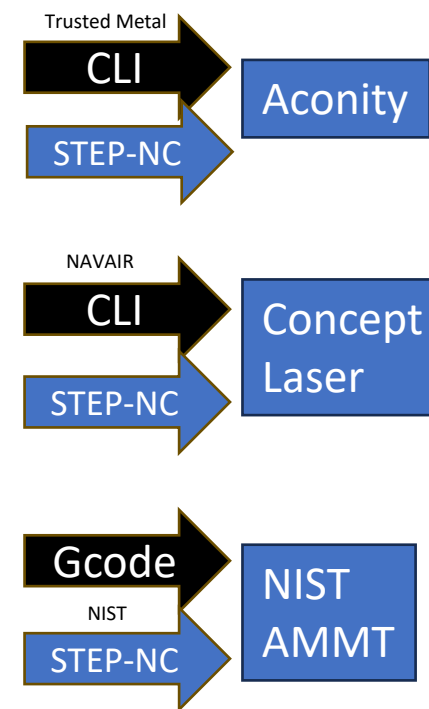 Trusted Metal
CLI
STEP-NC
Aconity
NAVAIR
CLI
STEP-NC
Concept
Laser
Gcode
NIST
STEP-NC
NIST
AMMT